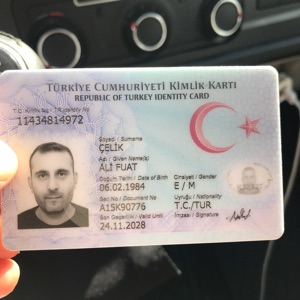 TÜRKİYE CUMHURİYETİ KİMLİK KARTI
REPUBLIC OF TURKEY IDENTITY CARD
T.C. Kimlik No / TR Identity No
11434814972
Soyadı / Surname
ÇELİK
Adı / Given Name(s)
ALİ FUAT
Doğum Tarihi / Date of Birth Cinsiyeti / Gender
06.02.1984 E / M
Seri No / Document No Uyruğu / Nationality
A15K90776 T.C./TUR
Son Geçerlilik / Valid Until İmzası / Signature
24.11.2028